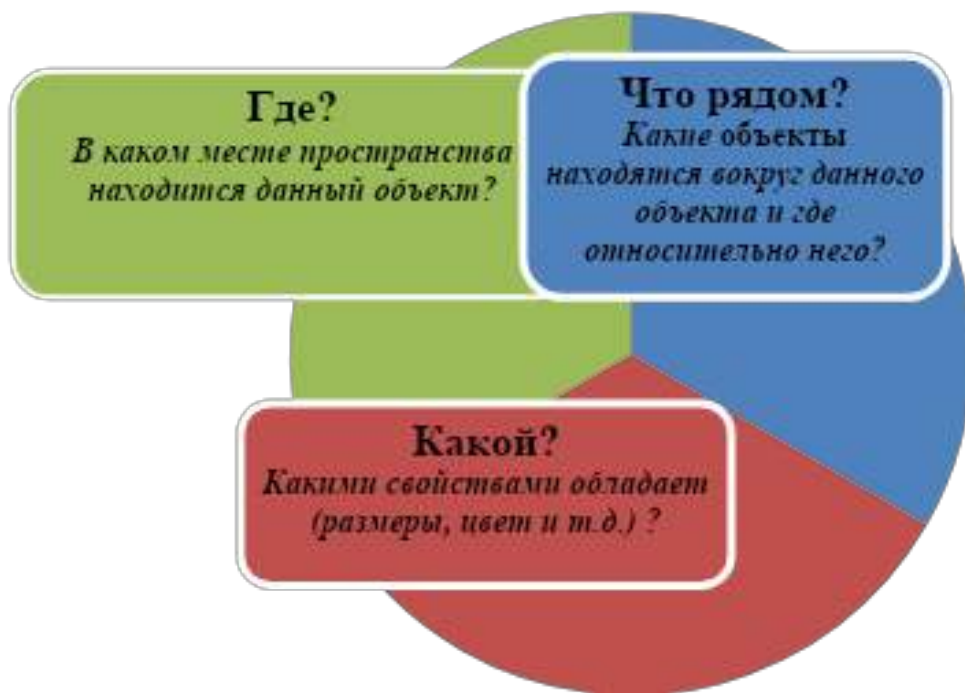 Где?
В каком месте пространства
находится данный объект?
Что рядом?
Какие объекты
находятся вокруг данного
объекта и где
относительно него?
Какой?
Какими свойствами обладает
(размеры, цвет и т.д.) ?